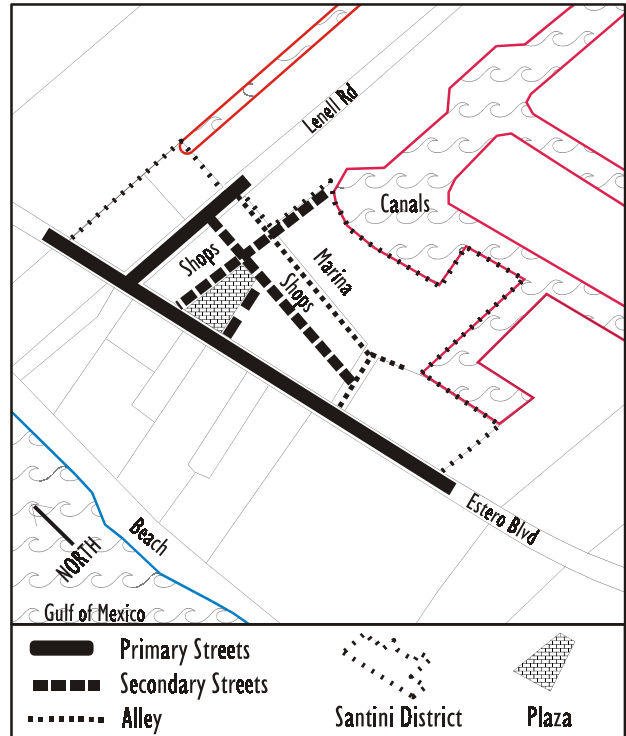 Lenell Rd
Canals
Shops
Marina
Shops
Estero Blvd
Beach
NORTH
Gulf of Mexico
Primary Streets
Secondary Streets
Alley
Santini District
Plaza